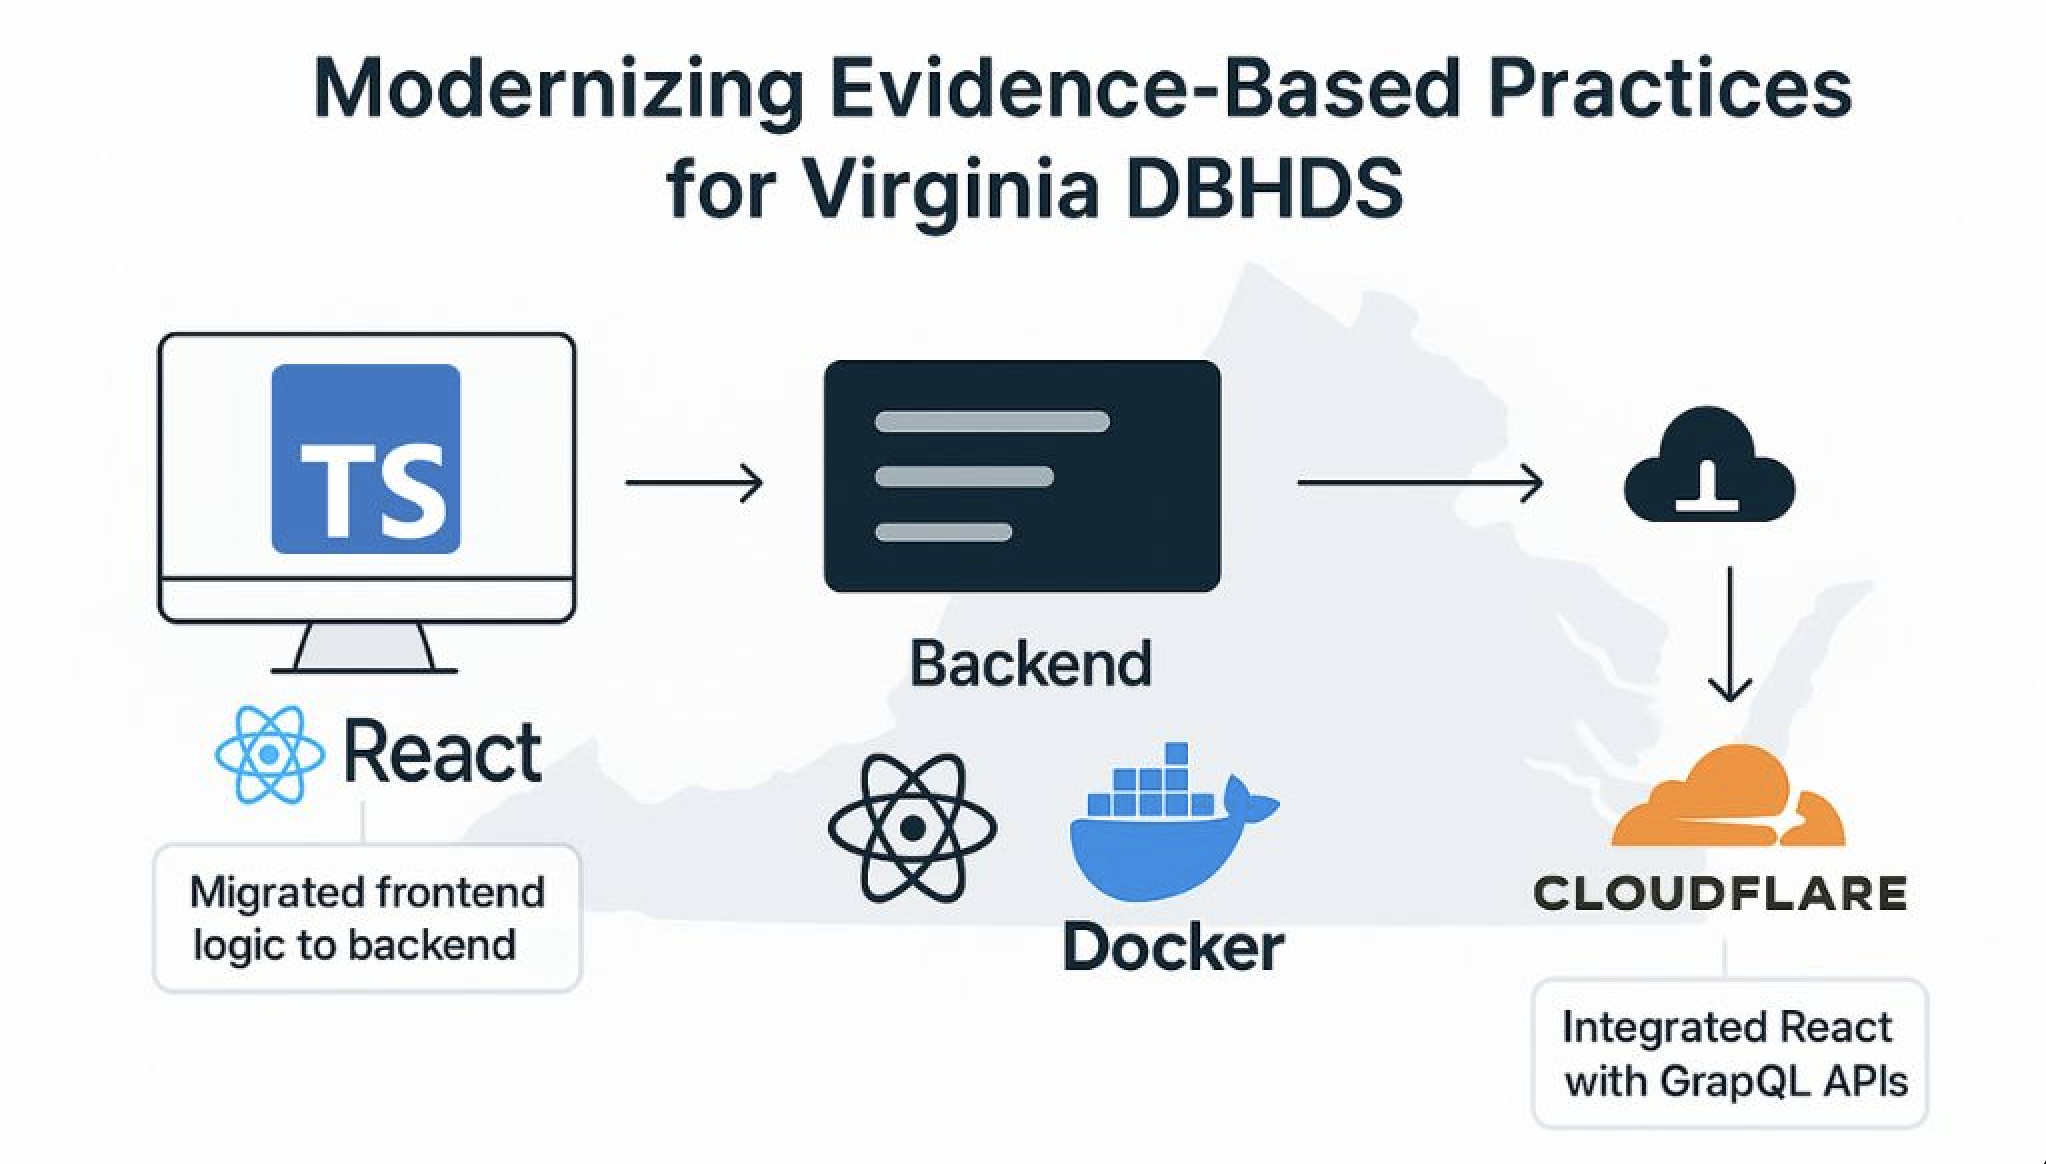 Modernizing Evidence-Based Practices
for Virginia DBHDS
TS
React
Migrated frontend
logic to backend
Backend
Docker
CLOUDFLARE
Integrated React
with GrapQL APIs